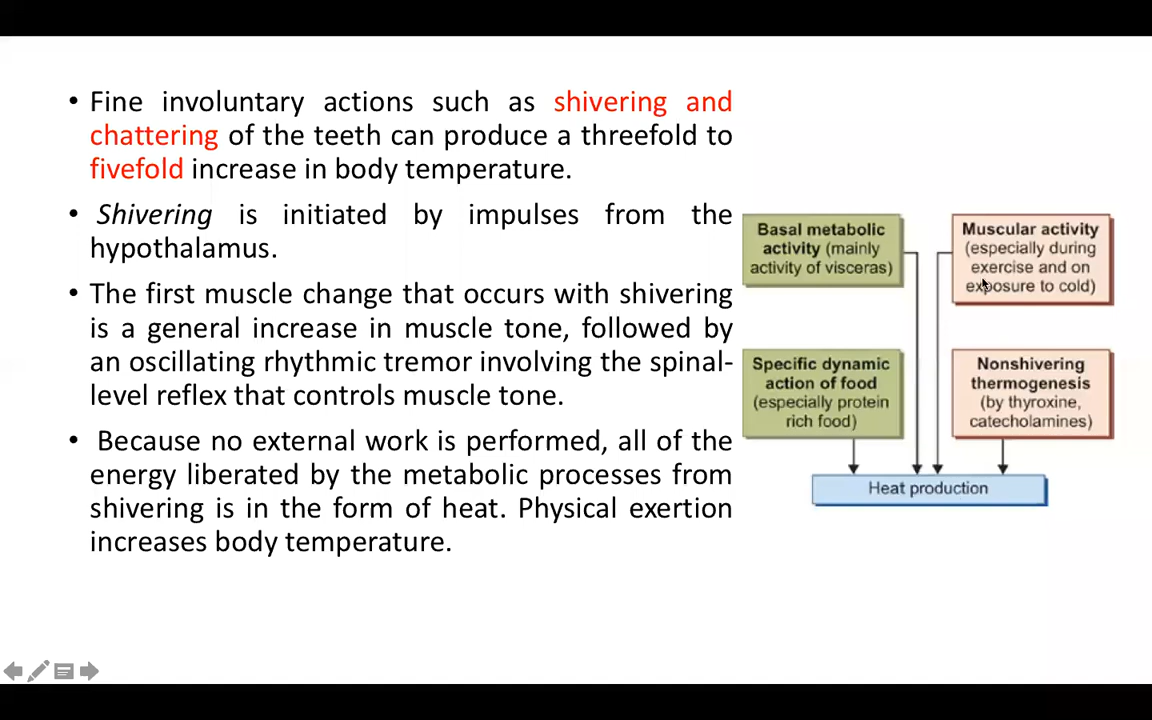 • Fine involuntary actions such as shivering and
chattering of the teeth can produce a threefold to
fivefold increase in body temperature.
• Shivering is initiated by impulses from the
hypothalamus.
• The first muscle change that occurs with shivering
is a general increase in muscle tone, followed by
an oscillating rhythmic tremor involving the spinal-
level reflex that controls muscle tone.
• Because no external work is performed, all of the
energy liberated by the metabolic processes from
shivering is in the form of heat. Physical exertion
increases body temperature.
Basal metabolic
activity (mainly
activity of visceras)
Muscular activity
(especially during
exercise and on
exposure to cold)
Specific dynamic
action of food
(especially protein
rich food)
Nonshivering
thermogenesis
(by thyroxine,
catecholamines)
Heat production